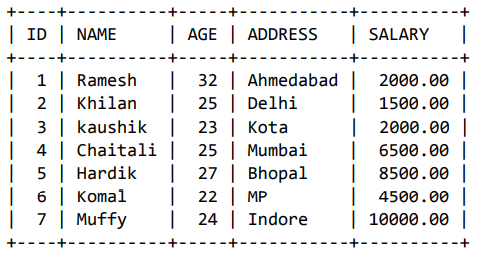 +----+----------+-----+-----------+----------+
| ID | NAME     | AGE | ADDRESS   | SALARY   |
+----+----------+-----+-----------+----------+
|  1 | Ramesh   |  32 | Ahmedabad |  2000.00 |
|  2 | Khilan   |  25 | Delhi     |  1500.00 |
|  3 | kaushik  |  23 | Kota      |  2000.00 |
|  4 | Chaitali |  25 | Mumbai    |  6500.00 |
|  5 | Hardik   |  27 | Bhopal    |  8500.00 |
|  6 | Komal    |  22 | MP        |  4500.00 |
|  7 | Muffy    |  24 | Indore    | 10000.00 |
+----+----------+-----+-----------+----------+